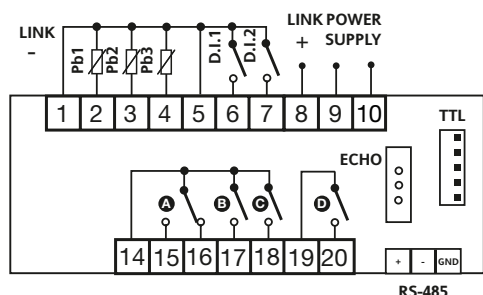 LINK -
Pb1
Pb2
Pb3
D.I.1
D.I.2
LINK +
POWER SUPPLY
1 2 3 4 5 6 7 8 9 10
TTL
ECHO
A B C D
14 15 16 17 18 19 20
+ - GND
RS-485